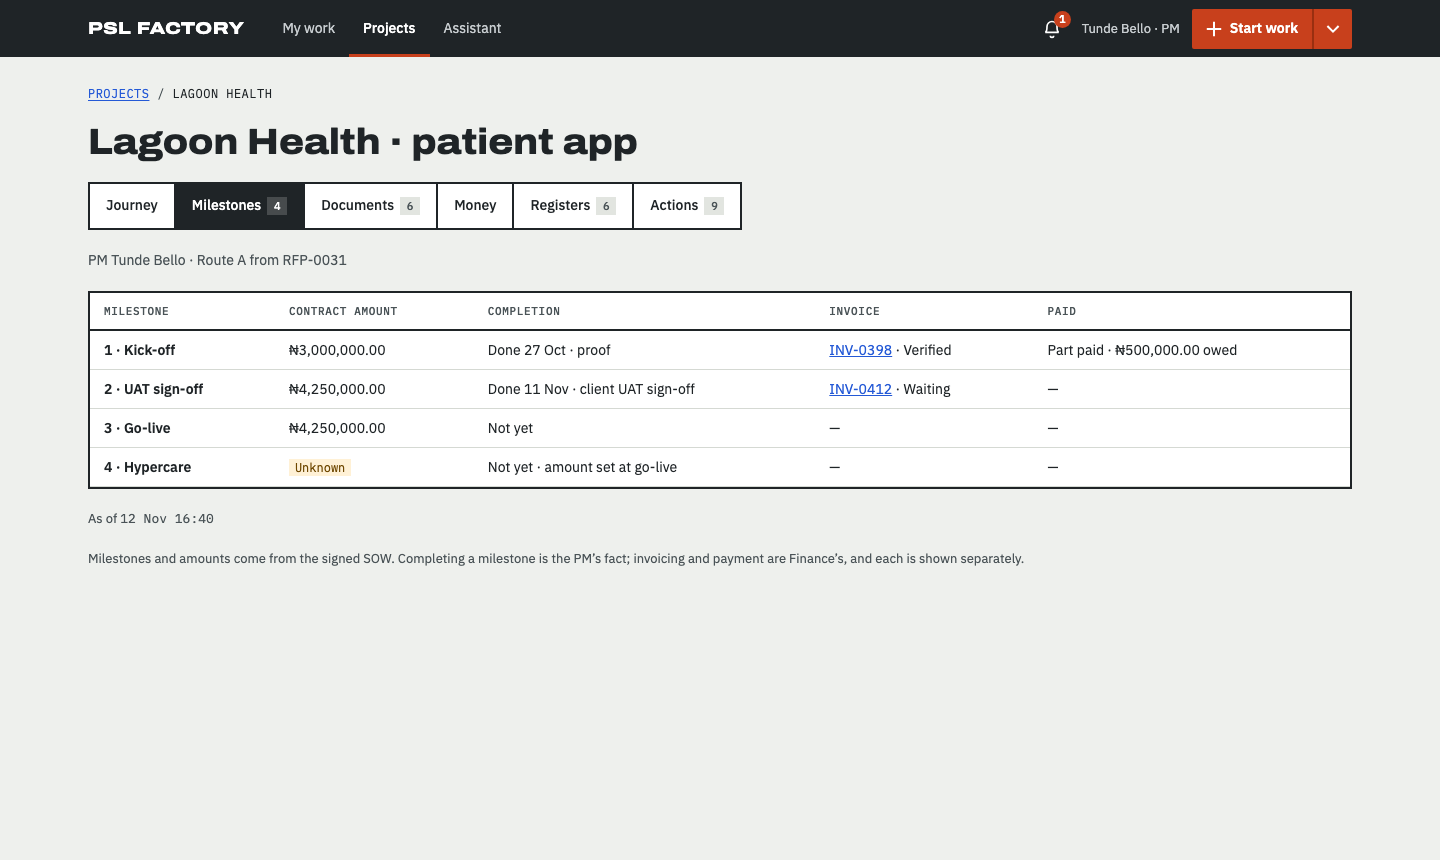 PSL FACTORY My work Projects Assistant 1 Tunde Bello · PM Start work
PROJECTS / LAGOON HEALTH
Lagoon Health · patient app
Journey Milestones 4 Documents 6 Money Registers 6 Actions 9
PM Tunde Bello · Route A from RFP-0031
MILESTONE CONTRACT AMOUNT COMPLETION INVOICE PAID
1 · Kick-off ₦3,000,000.00 Done 27 Oct · proof INV-0398 · Verified Part paid · ₦500,000.00 owed
2 · UAT sign-off ₦4,250,000.00 Done 11 Nov · client UAT sign-off INV-0412 · Waiting —
3 · Go-live ₦4,250,000.00 Not yet — —
4 · Hypercare Unknown Not yet · amount set at go-live — —
As of 12 Nov 16:40
Milestones and amounts come from the signed SOW. Completing a milestone is the PM’s fact; invoicing and payment are Finance’s, and each is shown separately.